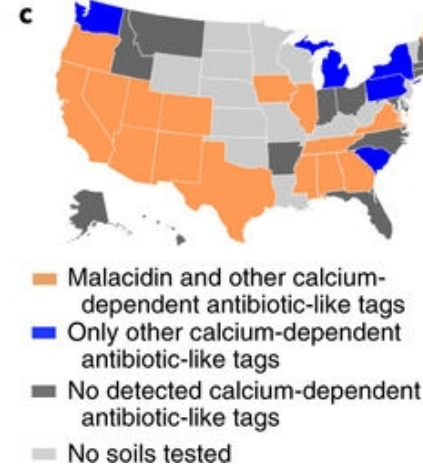 c
Malacidin and other calcium-
dependent antibiotic-like tags
Only other calcium-dependent
antibiotic-like tags
No detected calcium-dependent
antibiotic-like tags
No soils tested